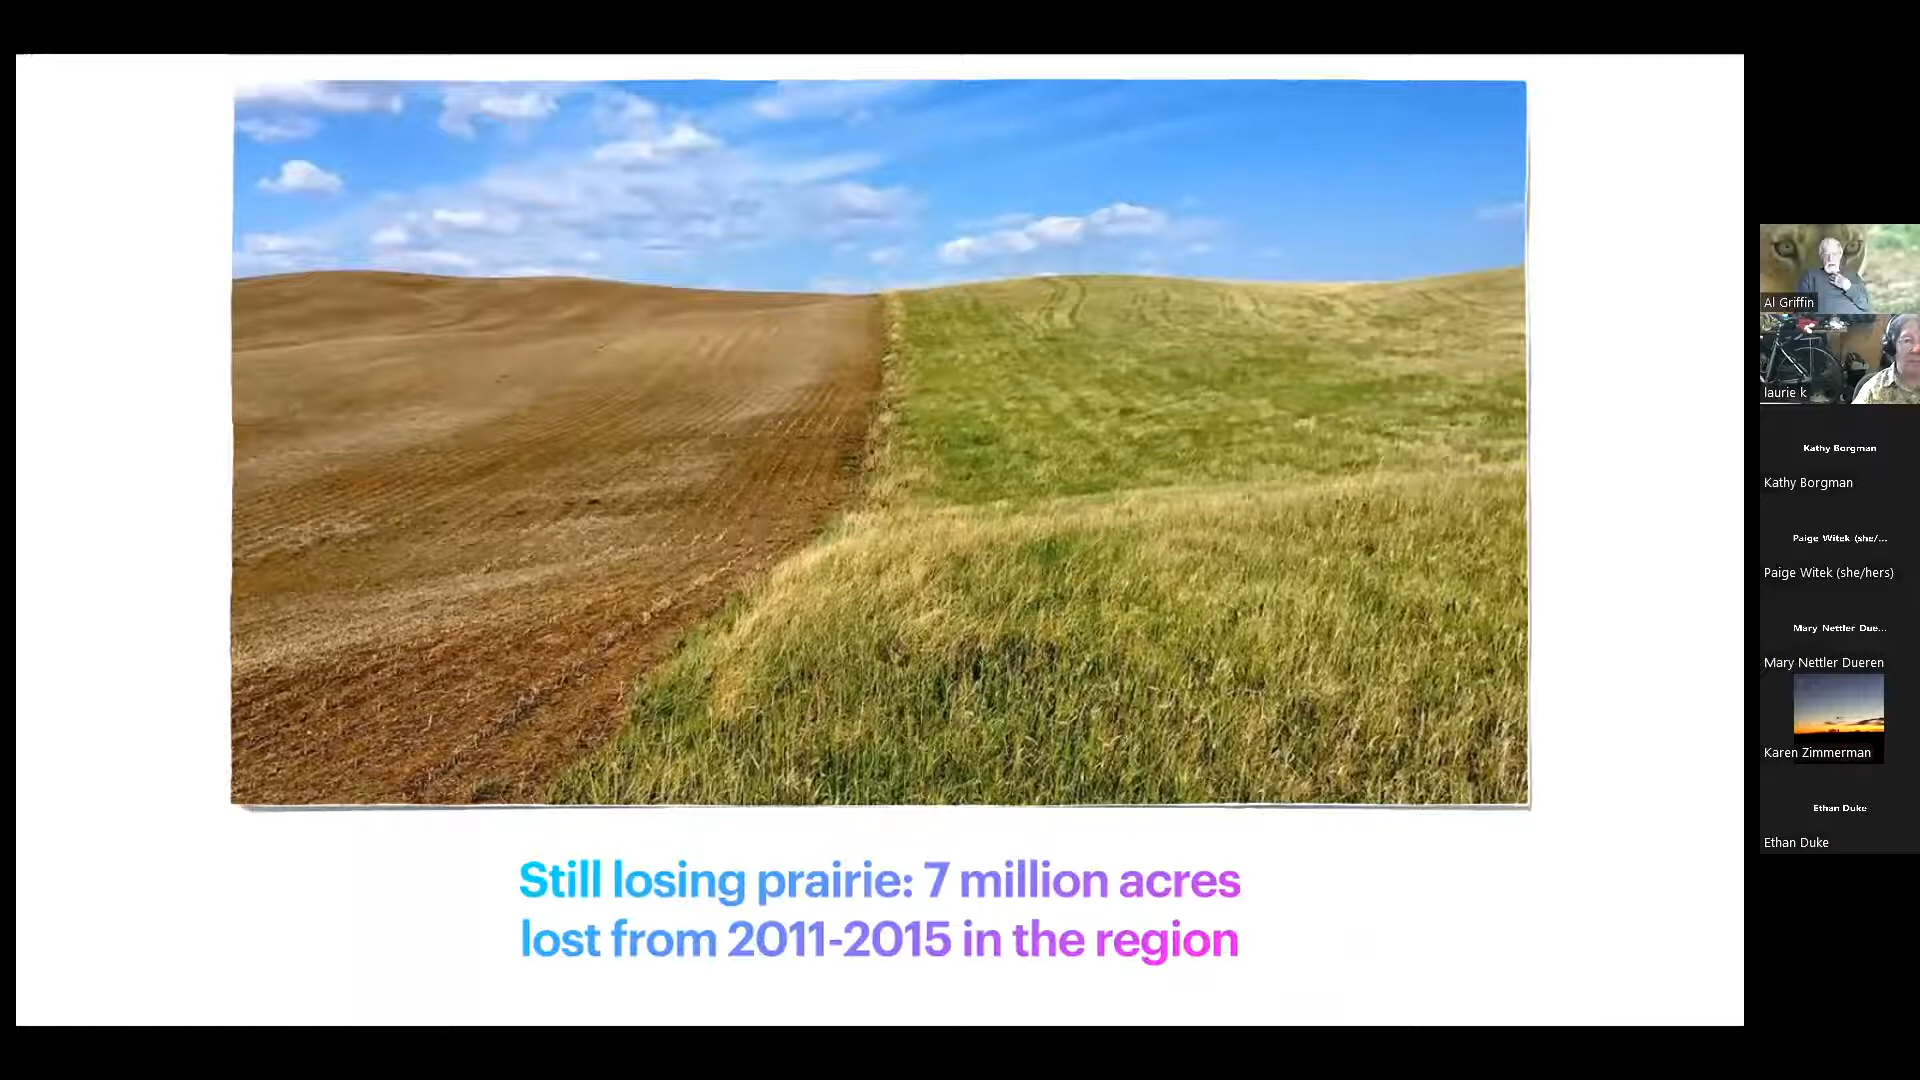 Still losing prairie: 7 million acres
lost from 2011-2015 in the region
Al Griffin
laurie k
Kathy Borgman
Kathy Borgman
Paige Witek (she/...
Paige Witek (she/hers)
Mary Nettler Due...
Mary Nettler Dueren
Karen Zimmerman
Ethan Duke
Ethan Duke